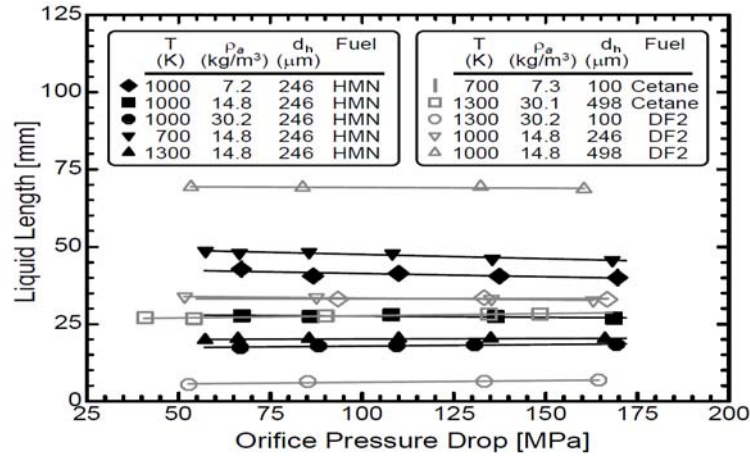 125
100
75
50
25
0
Liquid Length [mm]
T ρa dh Fuel
(K) (kg/m³) (μm)
1000 7.2 246 HMN
1000 14.8 246 HMN
1000 30.2 246 HMN
700 14.8 246 HMN
1300 14.8 246 HMN
T ρa dh Fuel
(K) (kg/m³) (μm)
700 7.3 100 Cetane
1300 30.1 498 Cetane
1300 30.2 100 DF2
1000 14.8 246 DF2
1000 14.8 498 DF2
25 50 75 100 125 150 175 200
Orifice Pressure Drop [MPa]